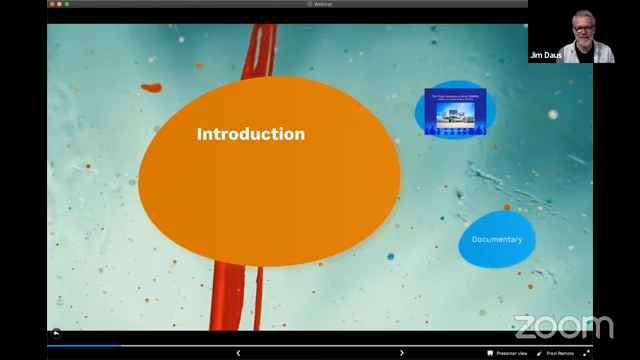 Webinar
Jim Daus
Introduction
Documentary
Presenter view
Prezi Remote
zoom